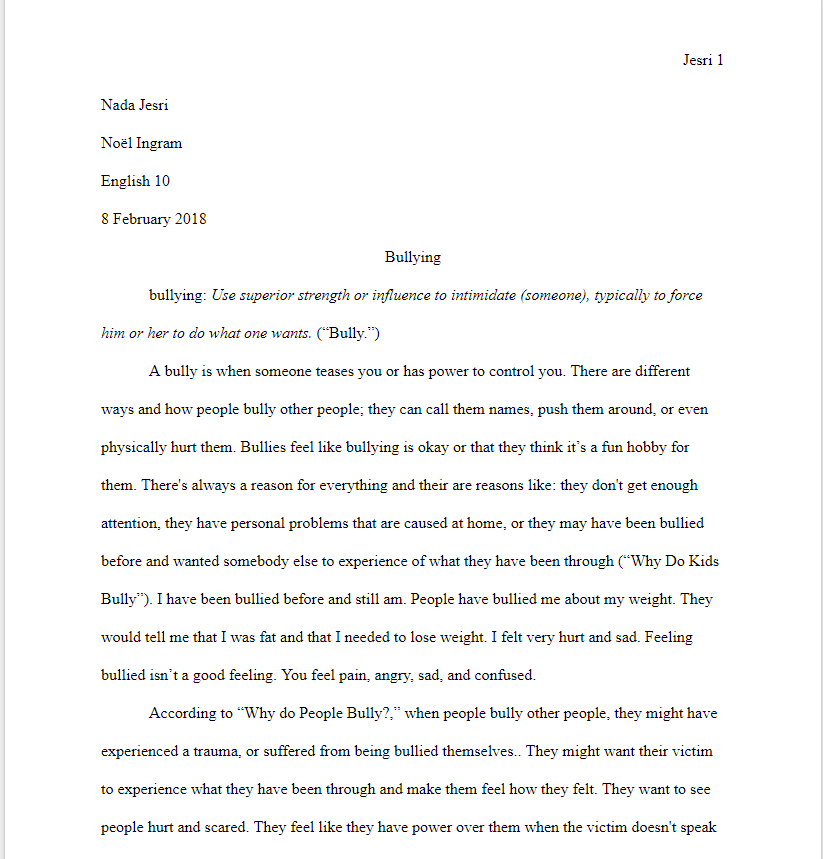 Jesri 1
Nada Jesri
Noël Ingram
English 10
8 February 2018
Bullying
bullying: Use superior strength or influence to intimidate (someone), typically to force
him or her to do what one wants. (“Bully.”)
A bully is when someone teases you or has power to control you. There are different
ways and how people bully other people; they can call them names, push them around, or even
physically hurt them. Bullies feel like bullying is okay or that they think it’s a fun hobby for
them. There's always a reason for everything and their are reasons like: they don't get enough
attention, they have personal problems that are caused at home, or they may have been bullied
before and wanted somebody else to experience of what they have been through (“Why Do Kids
Bully”). I have been bullied before and still am. People have bullied me about my weight. They
would tell me that I was fat and that I needed to lose weight. I felt very hurt and sad. Feeling
bullied isn’t a good feeling. You feel pain, angry, sad, and confused.
According to “Why do People Bully?,” when people bully other people, they might have
experienced a trauma, or suffered from being bullied themselves.. They might want their victim
to experience what they have been through and make them feel how they felt. They want to see
people hurt and scared. They feel like they have power over them when the victim doesn't speak